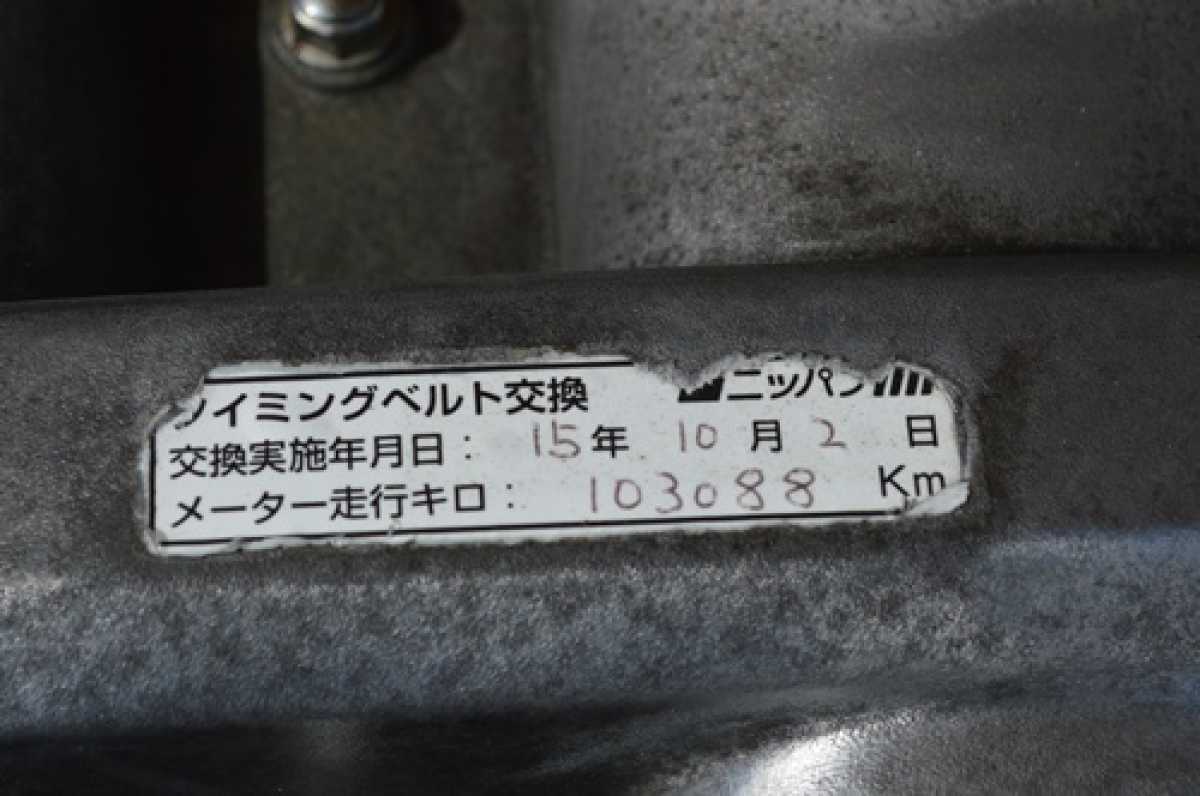 タイミングベルト交換 ニッパン
交換実施年月日: 15年 10月2日
メーター走行キロ: 103088 Km